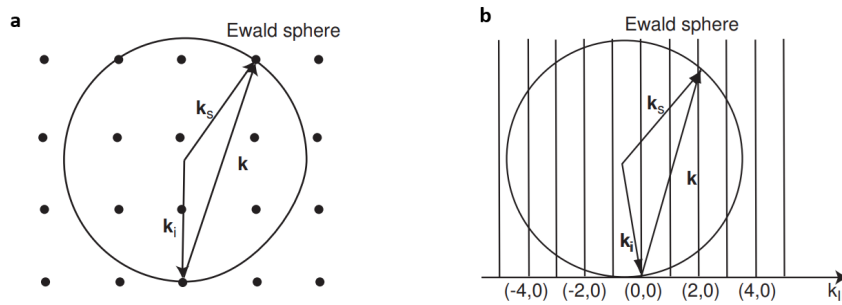 a
Ewald sphere
k_s
k
k_i
b
Ewald sphere
k_s
k
k_i
(-4,0) (-2,0) (0,0) (2,0) (4,0) k_l